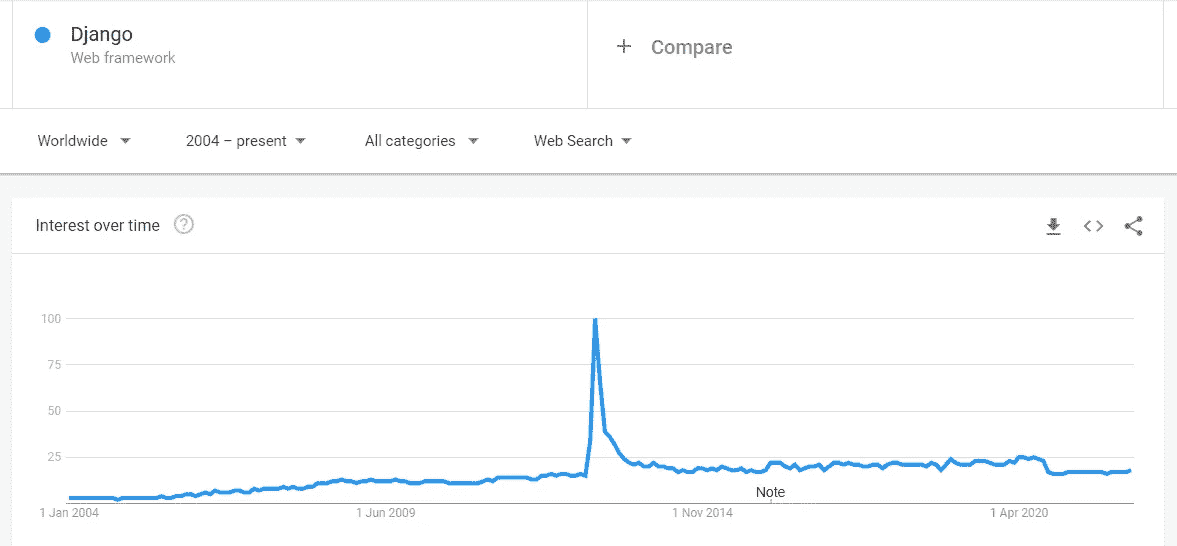 Django
Web framework
+ Compare
Worldwide
2004 – present
All categories
Web Search
Interest over time ?
100
75
50
25
Note
1 Jan 2004
1 Jun 2009
1 Nov 2014
1 Apr 2020